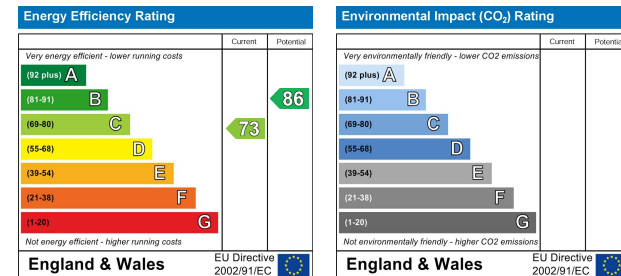 Energy Efficiency Rating
Current Potential
Very energy efficient - lower running costs
(92 plus) A
(81-91) B
(69-80) C
(55-68) D
(39-54) E
(21-38) F
(1-20) G
73
86
Not energy efficient - higher running costs
England & Wales
EU Directive
2002/91/EC
Environmental Impact (CO₂) Rating
Current Potentia
Very environmentally friendly - lower CO2 emissions
(92 plus) A
(81-91) B
(69-80) C
(55-68) D
(39-54) E
(21-38) F
(1-20) G
Not environmentally friendly - higher CO2 emissions
England & Wales
EU Directive
2002/91/EC